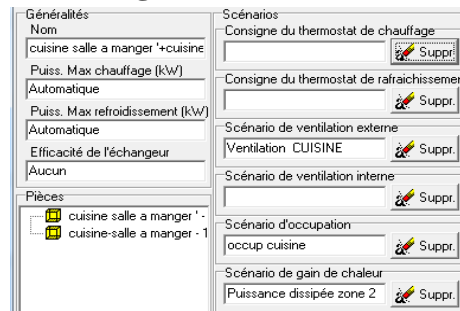 Généralités
Nom
cuisine salle a manger '+cuisine
Puiss. Max chauffage (kW)
Automatique
Puiss. Max refroidissement (kW)
Automatique
Efficacité de l'échangeur
Aucun
Pièces
cuisine salle a manger ' -
cuisine-salle a manger - 1
Scénarios
Consigne du thermostat de chauffage
Suppr
Consigne du thermostat de rafraichissemer
Suppr.
Scénario de ventilation externe
Ventilation CUISINE
Suppr.
Scénario de ventilation interne
Suppr.
Scénario d'occupation
occup cuisine
Suppr.
Scénario de gain de chaleur
Puissance dissipée zone 2
Suppr.